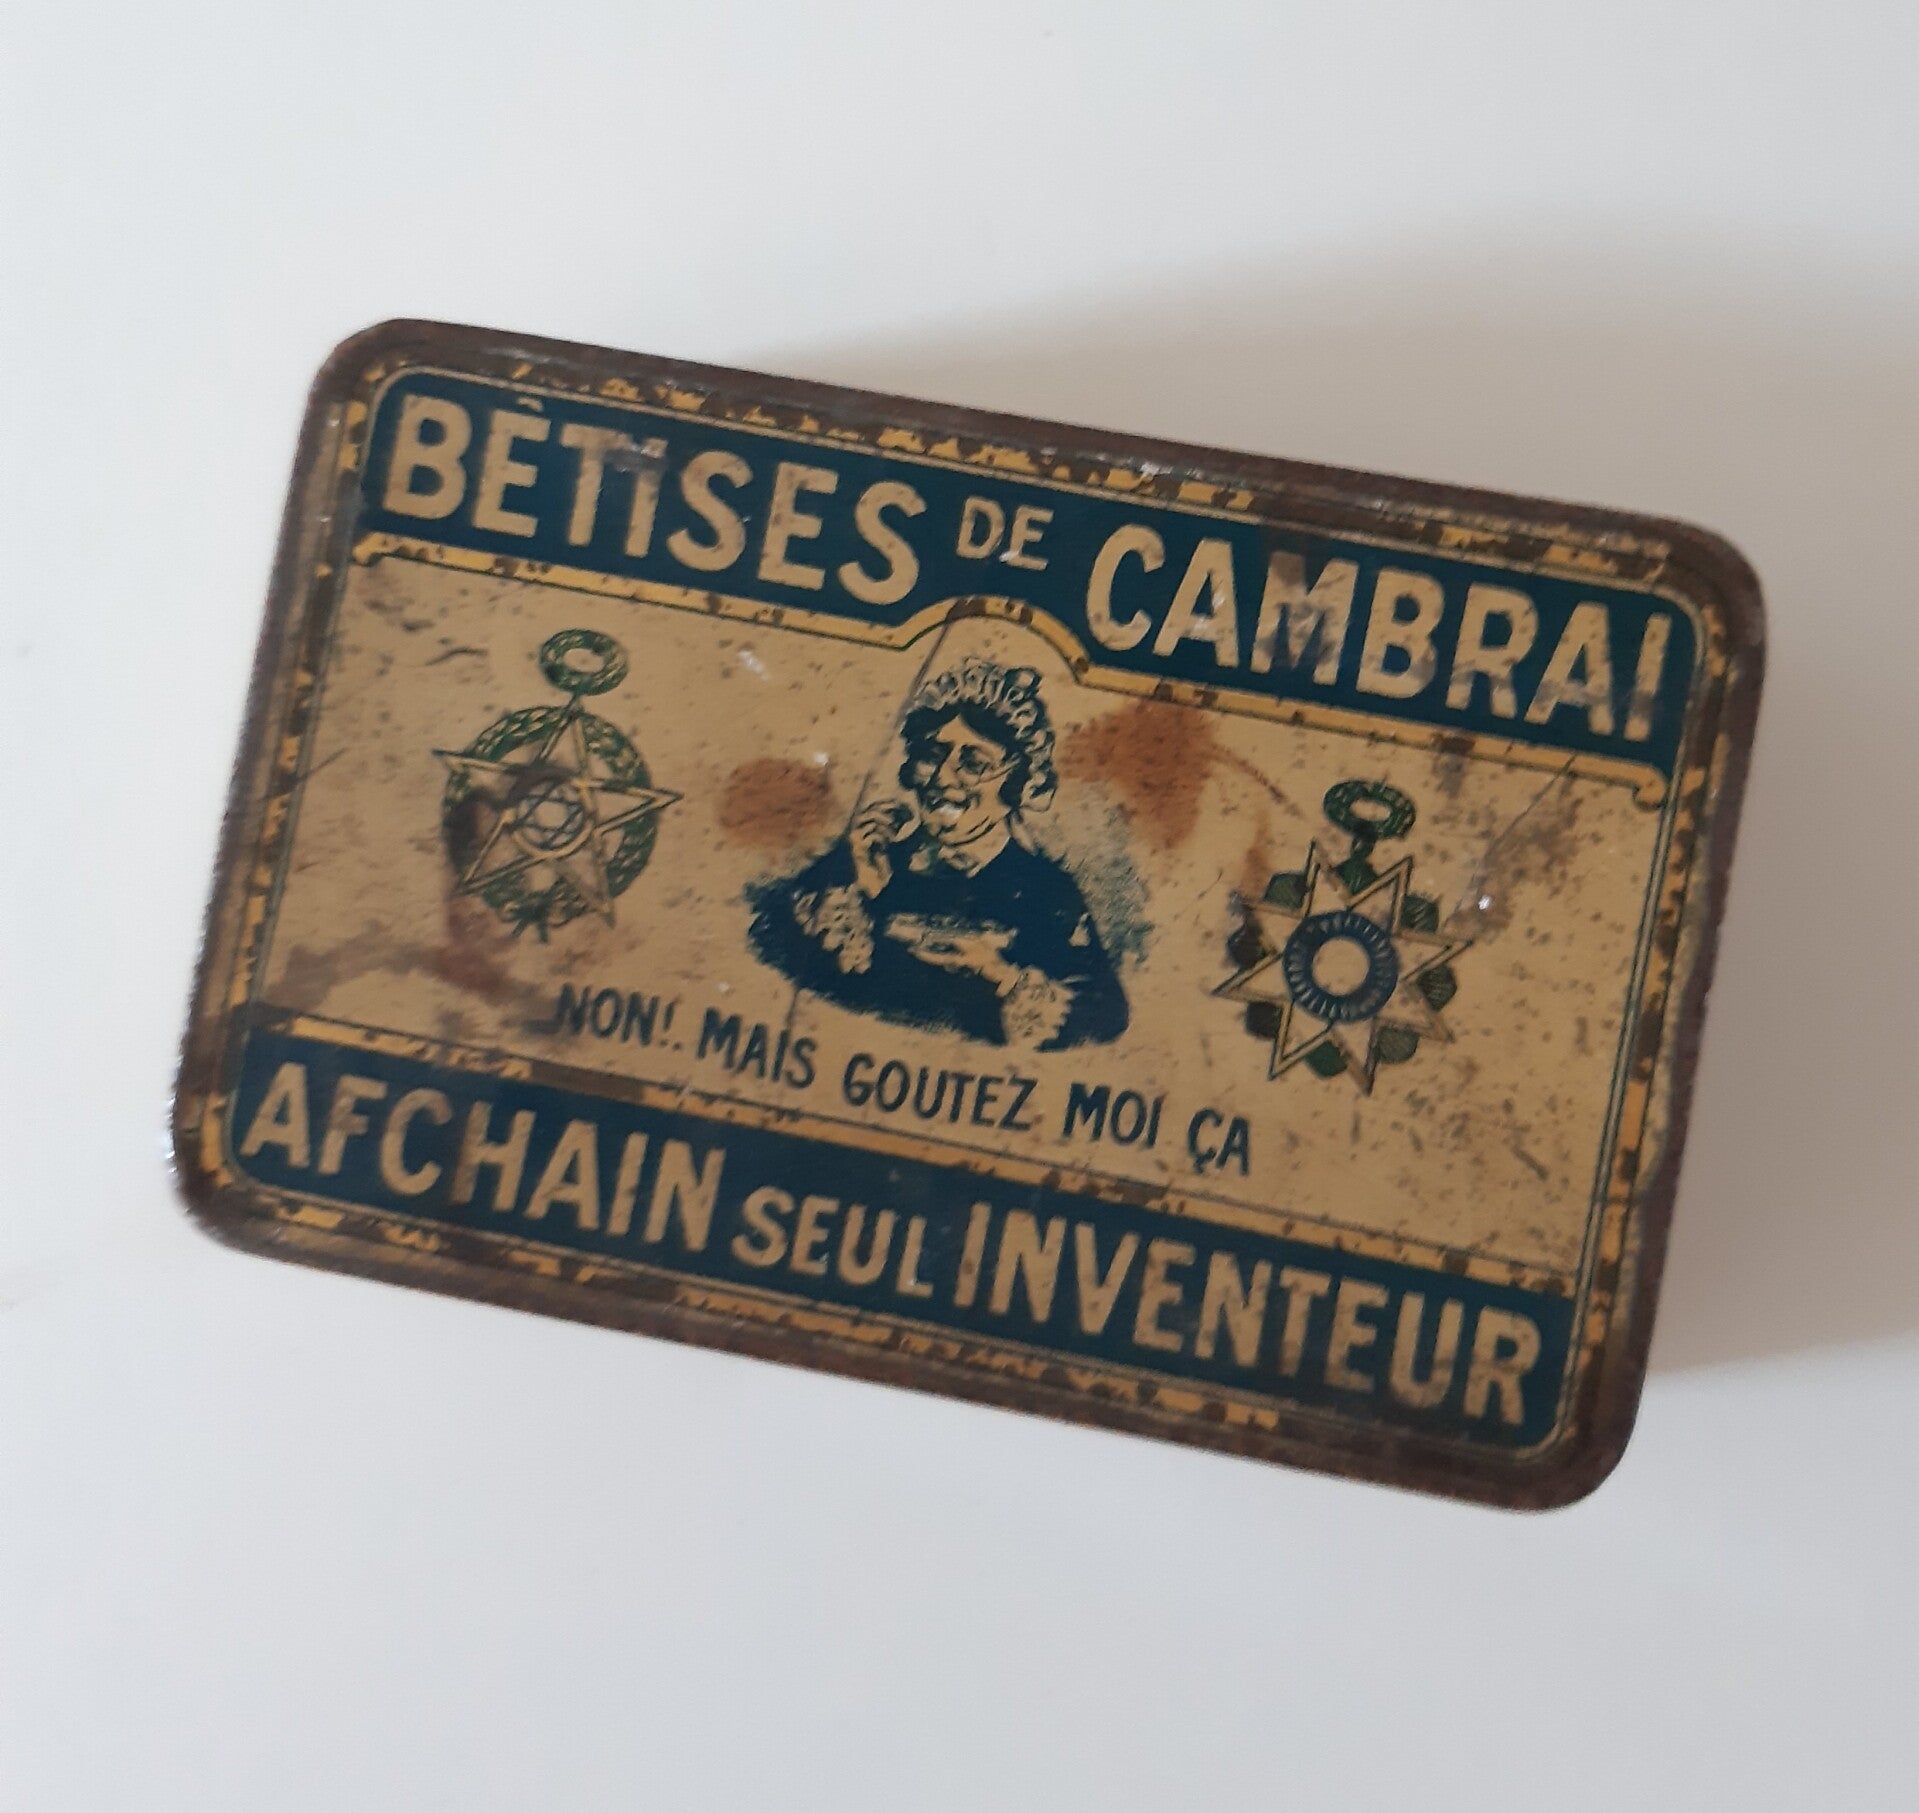 BÊTISES DE CAMBRAI
NON! MAIS GOUTEZ MOI ÇA
AFCHAIN SEUL INVENTEUR